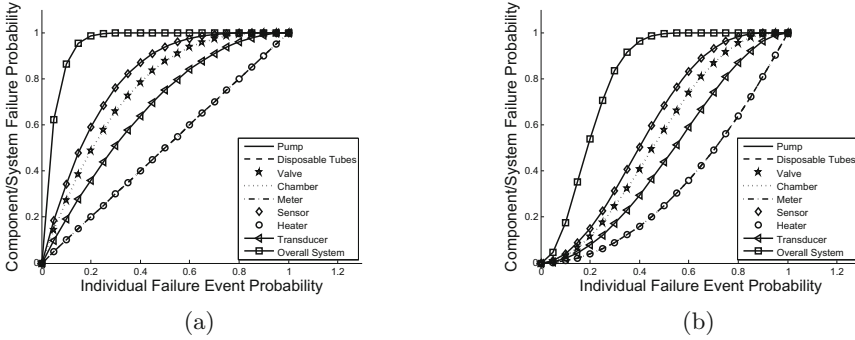 Component/System Failure Probability
1
0.8
0.6
0.4
0.2
0
0 0.2 0.4 0.6 0.8 1 1.2
Individual Failure Event Probability
Pump
Disposable Tubes
Valve
Chamber
Meter
Sensor
Heater
Transducer
Overall System
(a)
Component/System Failure Probability
1
0.8
0.6
0.4
0.2
0
0 0.2 0.4 0.6 0.8 1 1.2
Individual Failure Event Probability
Pump
Disposable Tubes
Valve
Chamber
Meter
Sensor
Heater
Transducer
Overall System
(b)